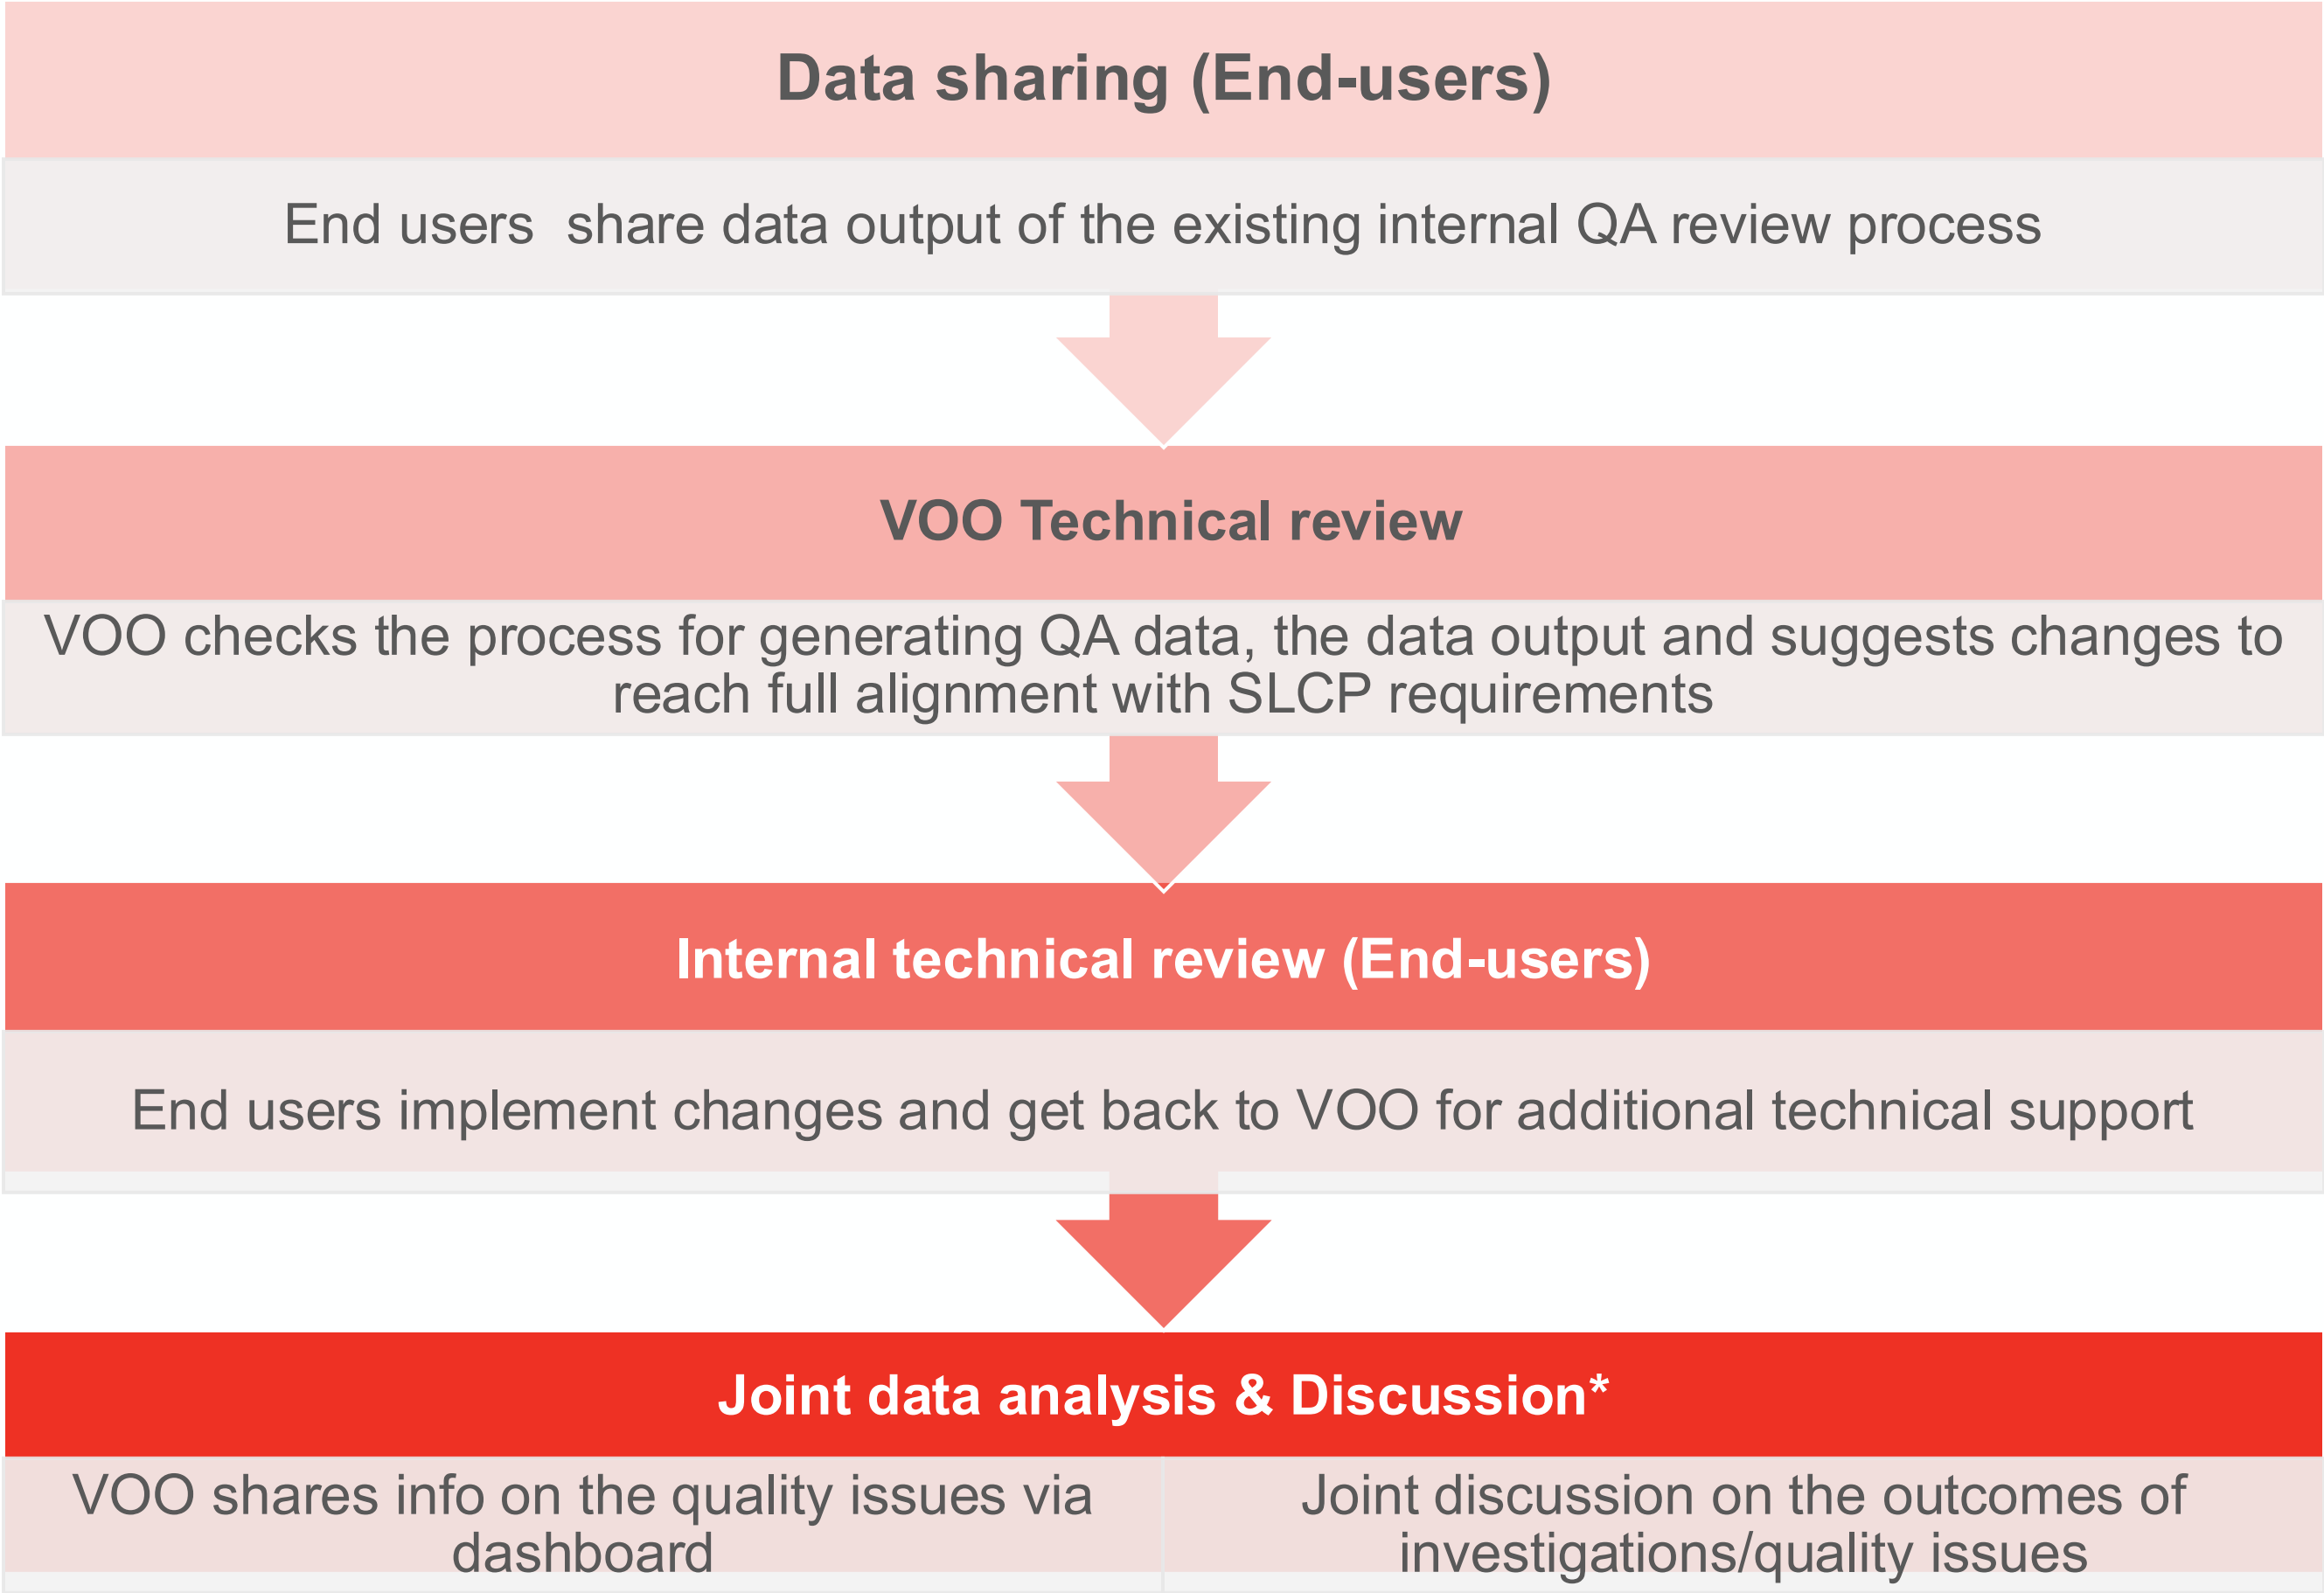 Data sharing (End-users)
End users  share data output of the existing internal QA review process
VOO Technical review
VOO checks the process for generating QA data, the data output and suggests changes to
reach full alignment with SLCP requirements
Internal technical review (End-users)
End users implement changes and get back to VOO for additional technical support
Joint data analysis & Discussion*
VOO shares info on the quality issues via
dashboard
Joint discussion on the outcomes of
investigations/quality issues